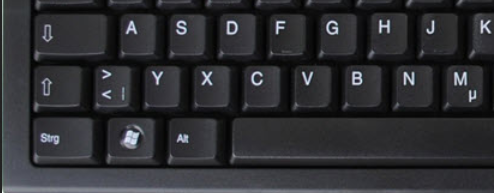 ⇩ A S D F G H J K
⇧ > < | Y X C V B N M µ
Strg Alt